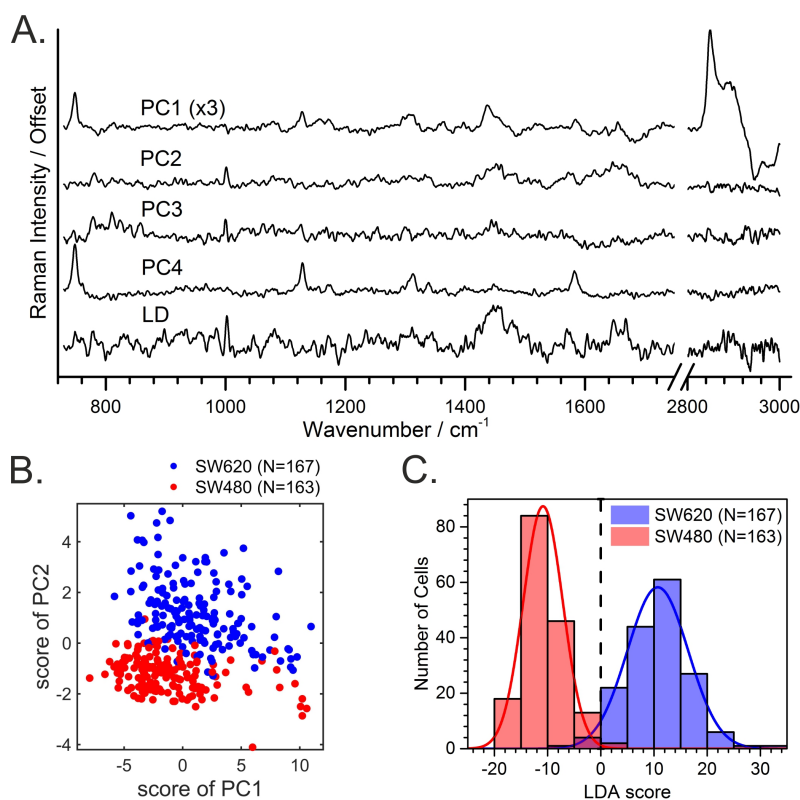 A.
Raman Intensity / Offset
PC1 (x3)
PC2
PC3
PC4
LD
800 1000 1200 1400 1600 2800 3000
Wavenumber / cm⁻¹
B.
SW620 (N=167)
SW480 (N=163)
score of PC2
4
2
0
-2
-4
-5 0 5 10
score of PC1
C.
SW620 (N=167)
SW480 (N=163)
Number of Cells
80
60
40
20
0
-20 -10 0 10 20 30
LDA score